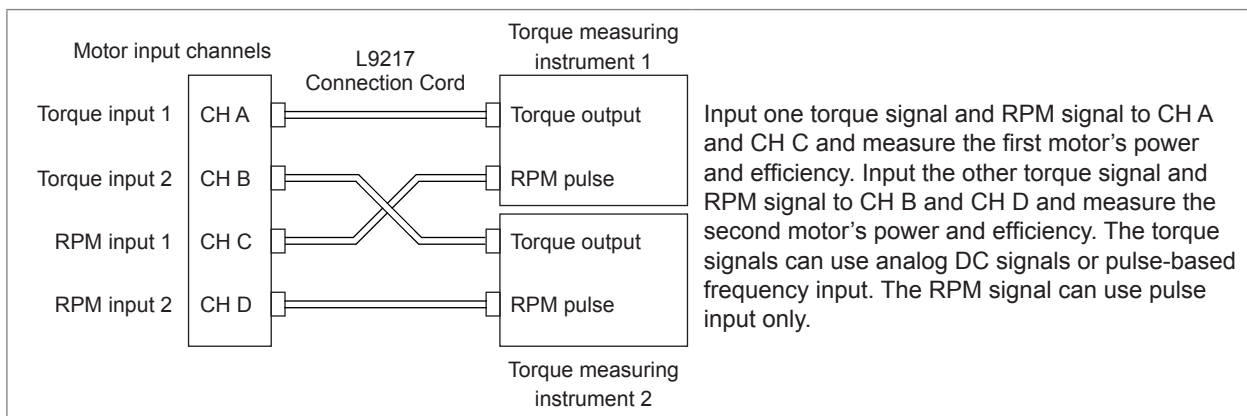 Motor input channels
L9217
Connection Cord
Torque measuring
instrument 1
Torque input 1
CH A
Torque output
Torque input 2
CH B
RPM pulse
RPM input 1
CH C
Torque output
RPM input 2
CH D
RPM pulse
Torque measuring
instrument 2
Input one torque signal and RPM signal to CH A
and CH C and measure the first motor’s power
and efficiency. Input the other torque signal and
RPM signal to CH B and CH D and measure the
second motor’s power and efficiency. The torque
signals can use analog DC signals or pulse-based
frequency input. The RPM signal can use pulse
input only.